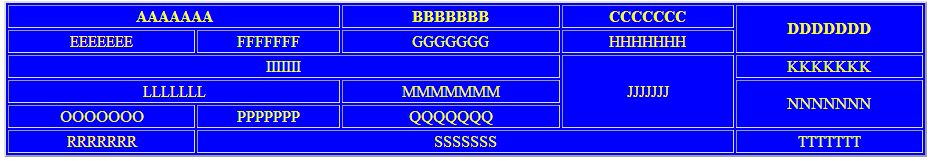 AAAAAAA BBBBBBB CCCCCCC DDDDDDD
EEEEEEE FFFFFFF GGGGGGG HHHHHHH
IIIIIII JJJJJJJ KKKKKKK
LLLLLLL MMMMMMM NNNNNNN
OOOOOOO PPPPPPP QQQQQQQ
RRRRRRR SSSSSSS TTTTTTT